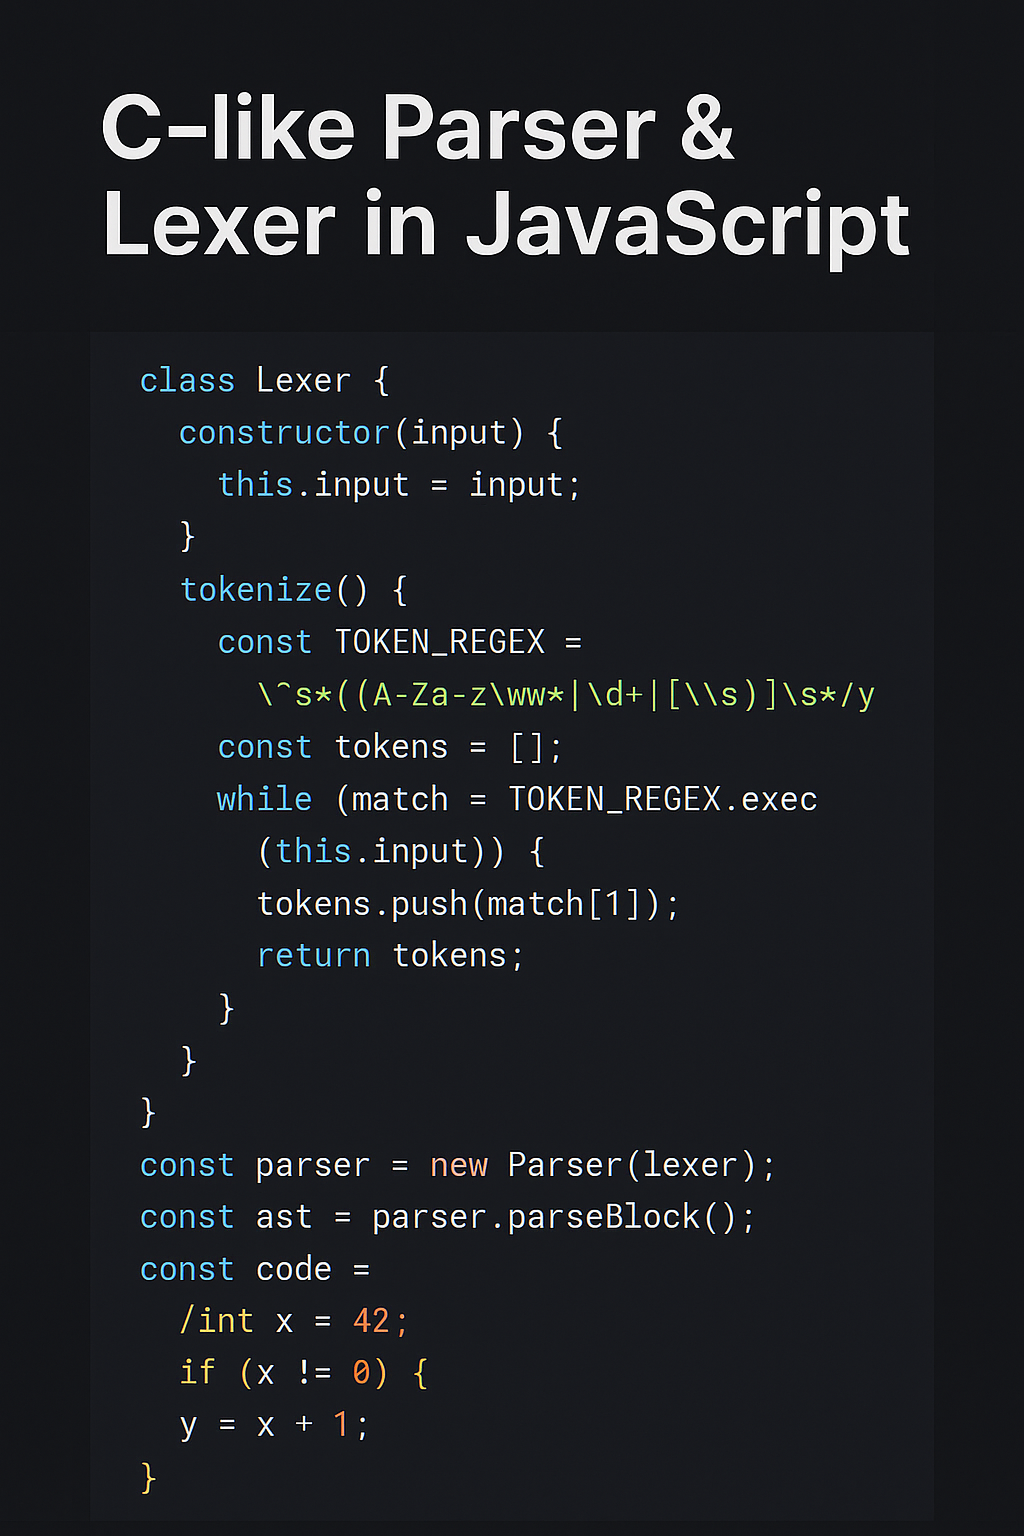 C-like Parser &
Lexer in JavaScript
class Lexer {
constructor(input) {
this.input = input;
}
tokenize() {
const TOKEN_REGEX =
\^s*((A-Za-z\ww*|\d+|[\\s)]\s*/y
const tokens = [];
while (match = TOKEN_REGEX.exec
(this.input)) {
tokens.push(match[1]);
return tokens;
}
}
}
const parser = new Parser(lexer);
const ast = parser.parseBlock();
const code =
/int x = 42;
if (x != 0) {
y = x + 1;
}